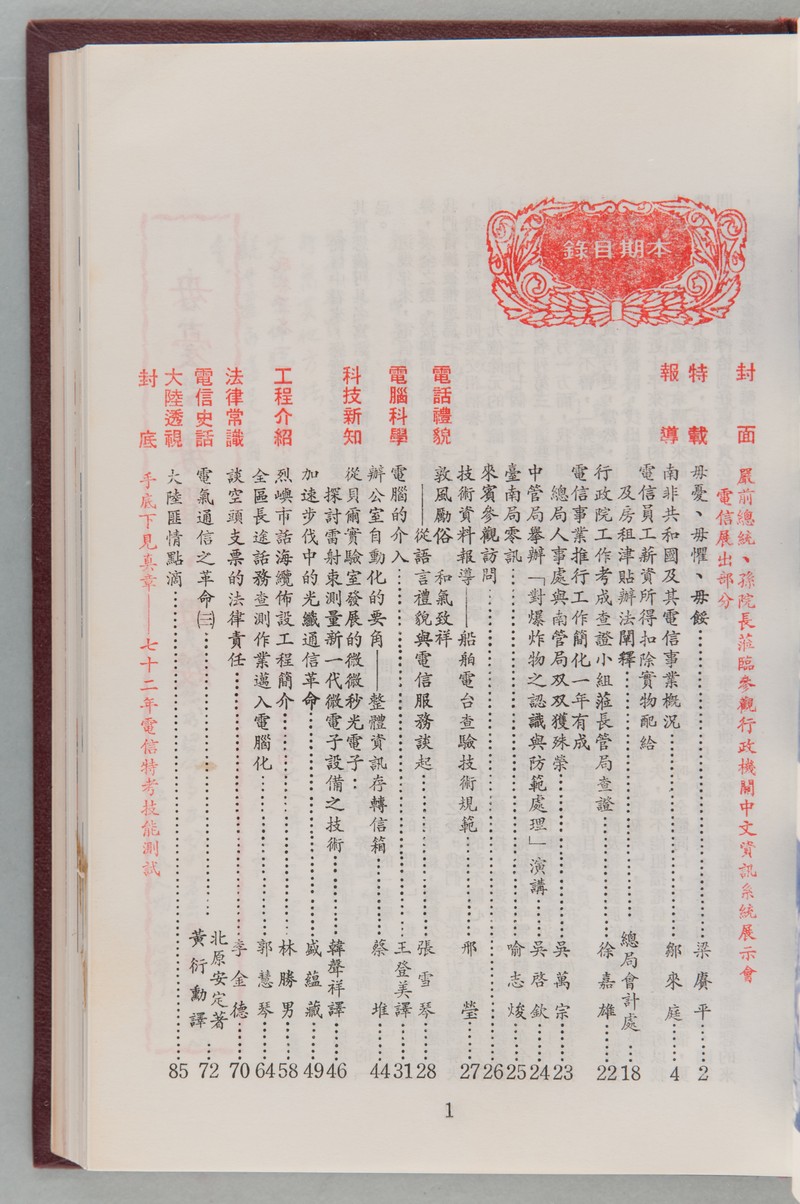 錄目期本
封面 嚴前總統、孫院長蒞臨參觀行政機關中文資訊系統展示會
電信展出部分
特載 毋憂、毋懼、毋餒……梁賡平……2
報導 南非共和國及其電信事業概況……鄒來庭……4
電信員工薪資所得扣除實物配給
及房租津貼辦法闡釋……總局會計處…18
行政院工作考成查證小組蒞長管局查證……徐嘉雄……22
電信事業推行工作簡化一年有成
總局人事處與南管局双双獲殊榮……吳萬宗……23
中管局舉辦「對爆炸物之認識與防範處理」演講……吳啓欽……24
臺南局零訊……喻志焌……25
來賓參觀訪問……26
技術資料報導——船舶電台查驗技術規範……邢瑩……27
電話禮貌 敦風勵俗 和氣致祥
——從語言禮貌與電信服務談起……張雪琴……28
電腦科學 電腦的介入……王登美譯……31
辦公室自動化的要角——整體資訊存轉信箱……蔡堆……44
科技新知 從貝爾實驗室發展的微微秒光電子：
探討雷射束測量新一代微電子設備之技術……韓聲祥譯……46
加速步伐中的光纖通信革命……盛蘊藏……49
工程介紹 烈嶼市話海纜佈設工程簡介……林勝男……58
全區長途話務查測作業邁入電腦化……郭慧琴……64
法律常識 談空頭支票的法律責任……李金德……70
電信史話 電氣通信之革命㈢……北原安定著 黃衍勳譯…72
大陸透視 大陸匪情點滴……85
封底 手底下見真章——七十二年電信特考技能測試
1